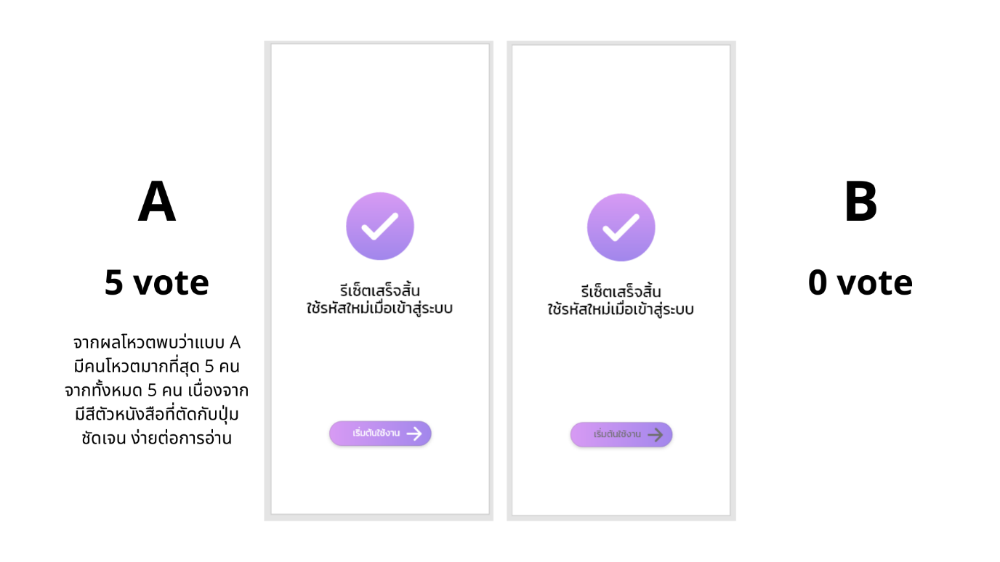 A
5 vote
จากผลโหวตพบว่าแบบ A
มีคนโหวตมากที่สุด 5 คน
จากทั้งหมด 5 คน เนื่องจาก
มีสีตัวหนังสือที่ตัดกับปุ่ม
ชัดเจน ง่ายต่อการอ่าน
รีเซ็ตเสร็จสิ้น
ใช้รหัสใหม่เมื่อเข้าสู่ระบบ
เริ่มต้นใช้งาน
รีเซ็ตเสร็จสิ้น
ใช้รหัสใหม่เมื่อเข้าสู่ระบบ
เริ่มต้นใช้งาน
B
0 vote